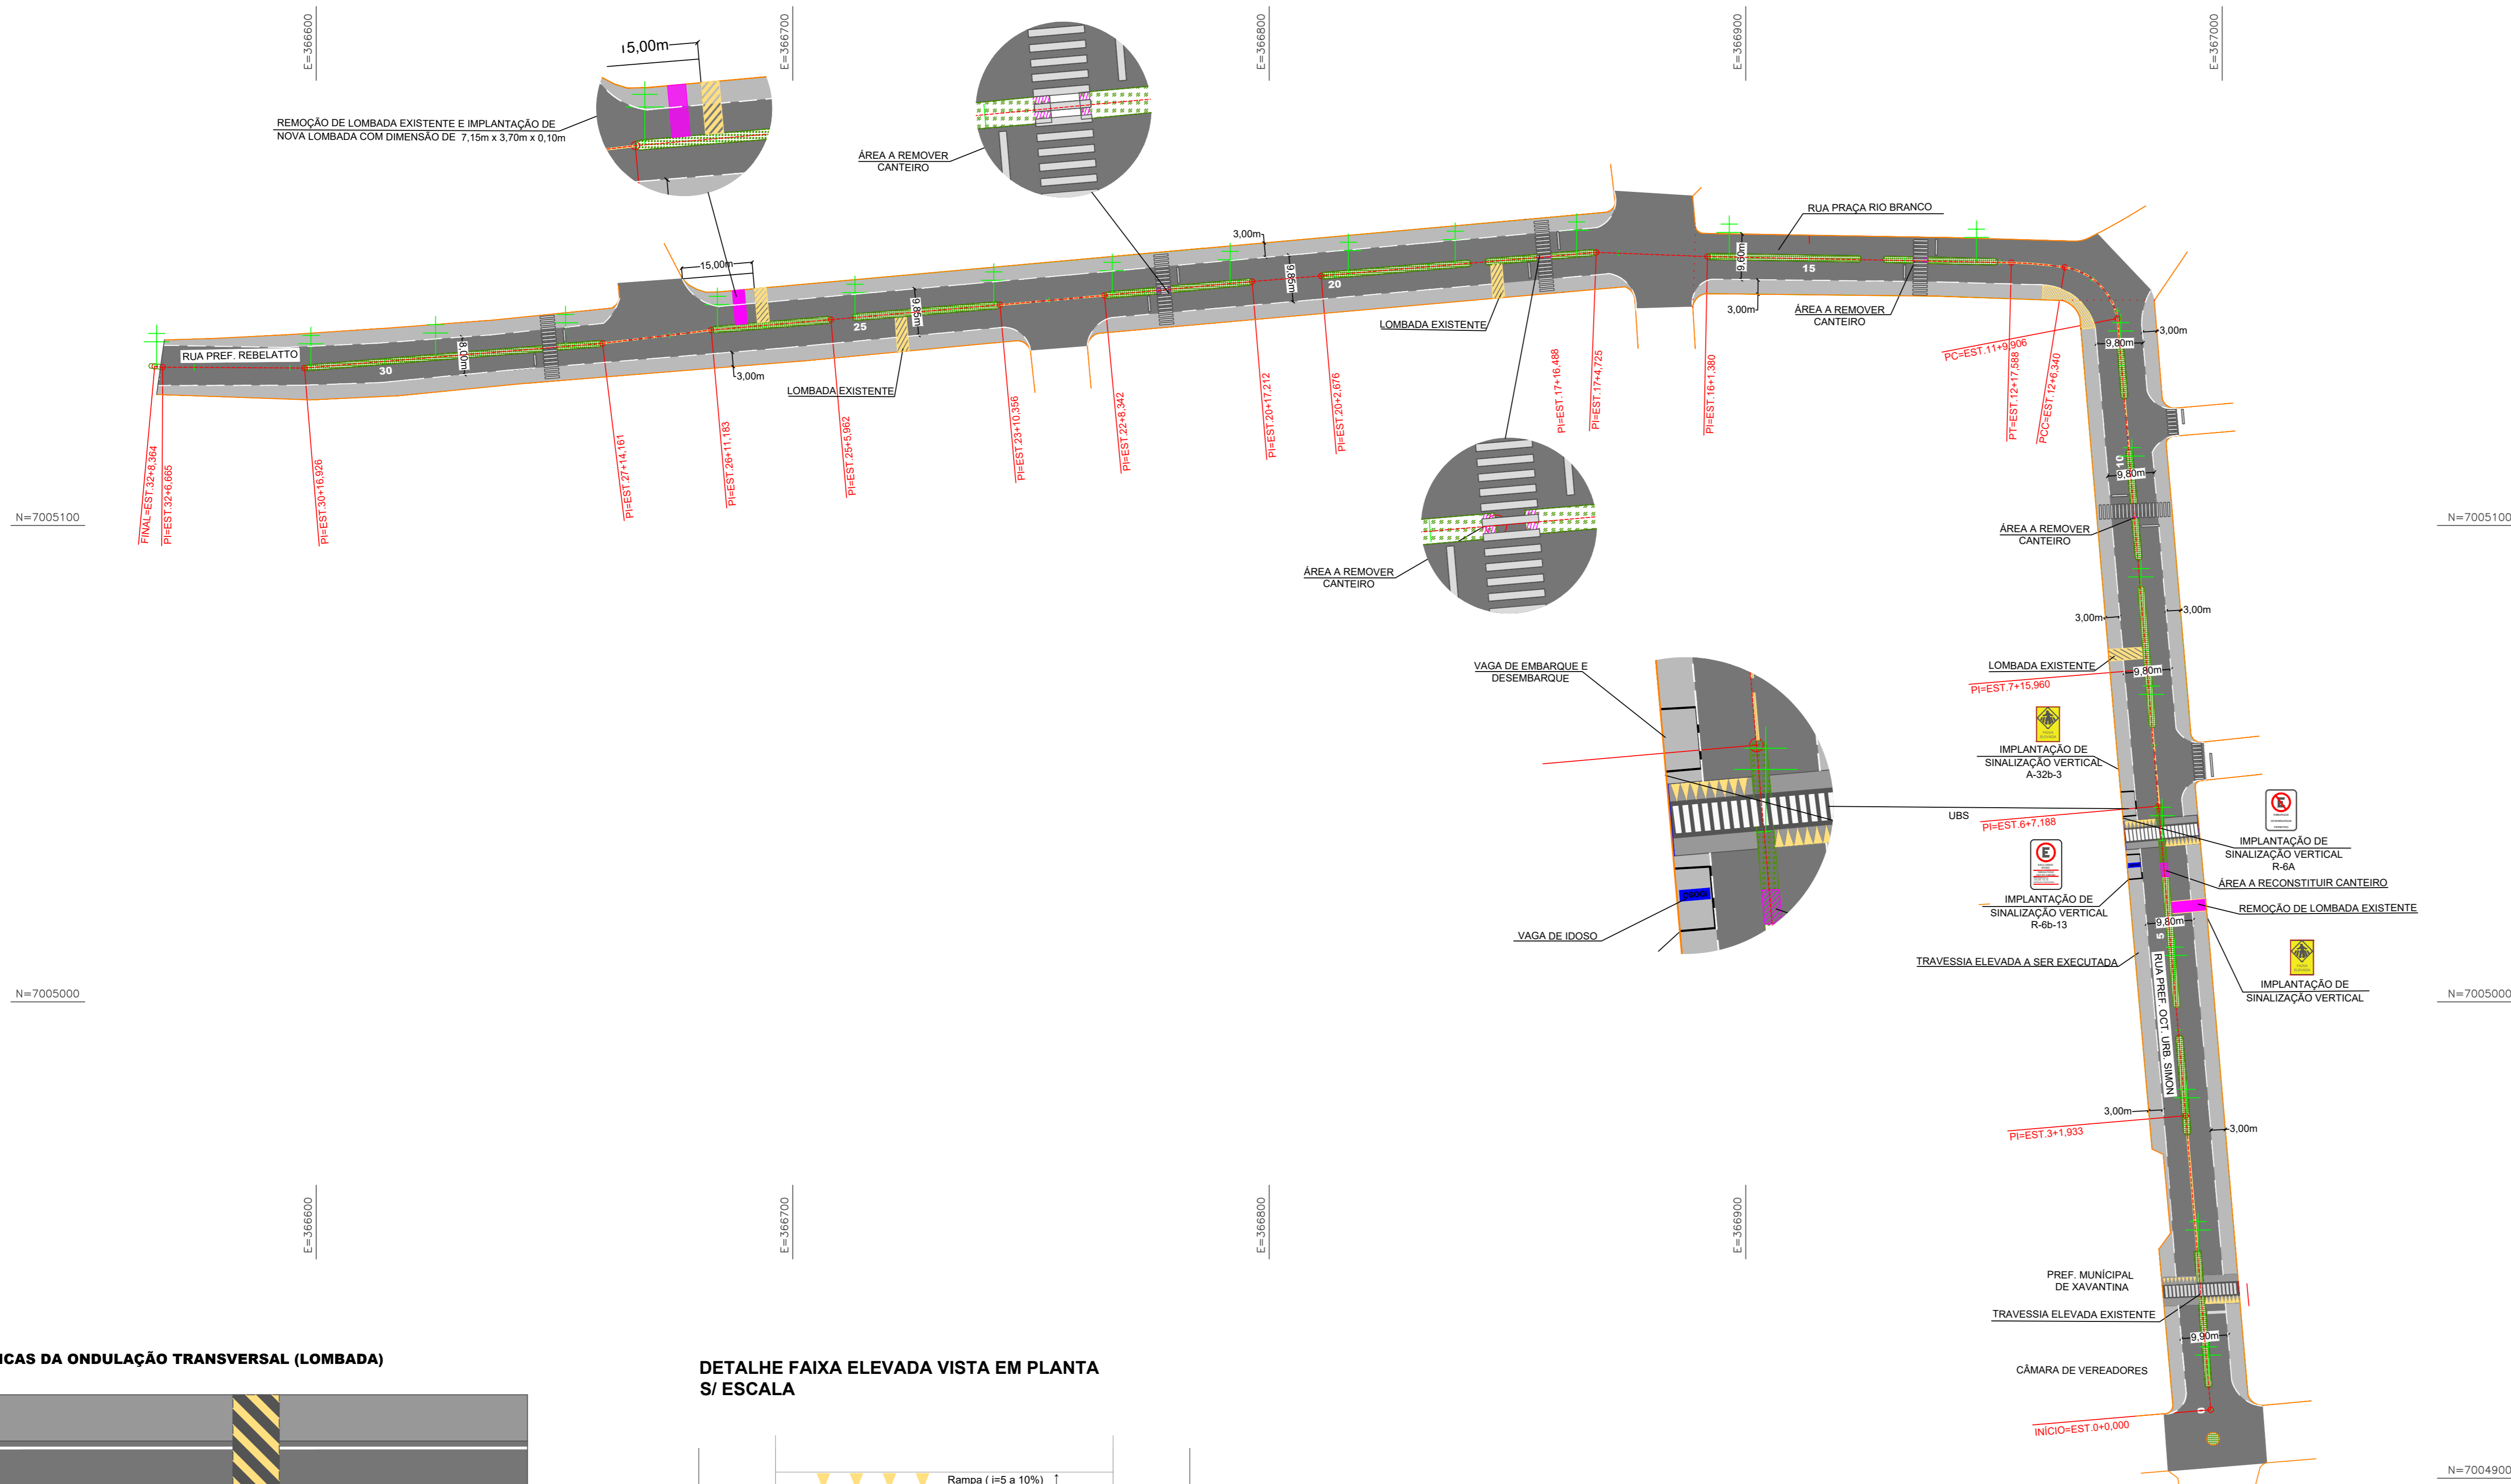 E=366600
E=366700
E=366800
E=366900
E=367000
15,00m
REMOÇÃO DE LOMBADA EXISTENTE E IMPLANTAÇÃO DE
NOVA LOMBADA COM DIMENSÃO DE 7,15m x 3,70m x 0,10m
ÁREA A REMOVER
CANTEIRO
RUA PRAÇA RIO BRANCO
3,00m
9,60m
15
15,00m
9,85m
20
9,85m
25
LOMBADA EXISTENTE
3,00m
ÁREA A REMOVER
CANTEIRO
3,00m
9,80m
PC=EST.11+9,906
RUA PREF. REBELATTO
8,00m
30
3,00m
LOMBADA EXISTENTE
FINAL=EST.32+8,364
PI=EST.32+6,665
PI=EST.30+16,926
PI=EST.27+14,161
PI=EST.26+11,183
PI=EST.25+5,962
PI=EST.23+10,356
PI=EST.22+8,342
PI=EST.20+17,212
PI=EST.20+2,676
PI=EST.17+16,488
PI=EST.17+4,725
PI=EST.16+1,380
PT=EST.12+17,588
PCC=EST.12+6,340
10
9,80m
N=7005100
N=7005100
ÁREA A REMOVER
CANTEIRO
ÁREA A REMOVER
CANTEIRO
3,00m
3,00m
LOMBADA EXISTENTE
9,80m
PI=EST.7+15,960
VAGA DE EMBARQUE E
DESEMBARQUE
IMPLANTAÇÃO DE
SINALIZAÇÃO VERTICAL
A-32b-3
UBS
PI=EST.6+7,188
E
IMPLANTAÇÃO DE
SINALIZAÇÃO VERTICAL
R-6A
E
ÁREA A RECONSTITUIR CANTEIRO
IMPLANTAÇÃO DE
SINALIZAÇÃO VERTICAL
R-6b-13
REMOÇÃO DE LOMBADA EXISTENTE
9,80m
5
VAGA DE IDOSO
TRAVESSIA ELEVADA A SER EXECUTADA
RUA PREF. OCT. URB. SIMON
IMPLANTAÇÃO DE
SINALIZAÇÃO VERTICAL
N=7005000
N=7005000
3,00m
3,00m
PI=EST.3+1,933
E=366600
E=366700
E=366800
E=366900
PREF. MUNÍCIPAL
DE XAVANTINA
TRAVESSIA ELEVADA EXISTENTE
9,90m
CÂMARA DE VEREADORES
0
INÍCIO=EST.0+0,000
N=7004900
ICAS DA ONDULAÇÃO TRANSVERSAL (LOMBADA)
DETALHE FAIXA ELEVADA VISTA EM PLANTA
S/ ESCALA
Rampa ( i=5 a 10%)